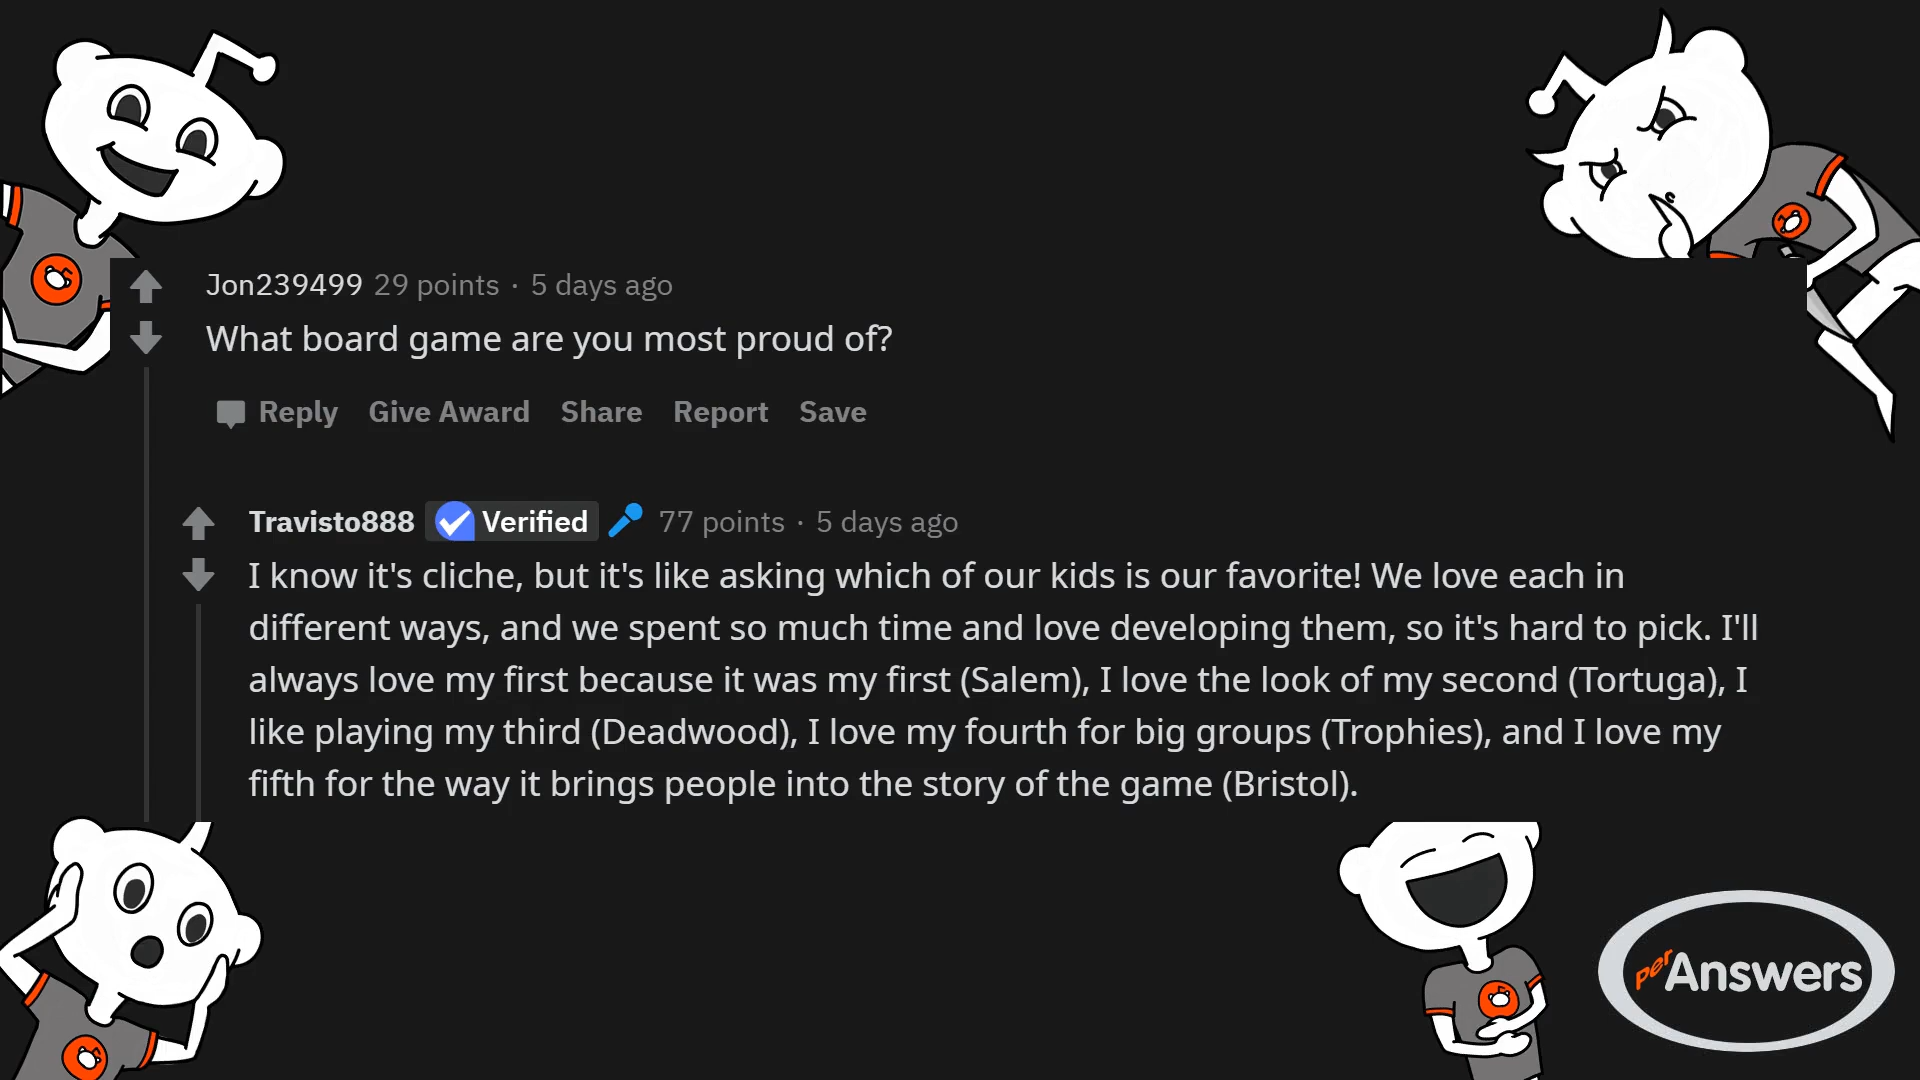 Jon239499 29 points · 5 days ago
What board game are you most proud of?
Reply Give Award Share Report Save
Travisto888 Verified 77 points · 5 days ago
I know it's cliche, but it's like asking which of our kids is our favorite! We love each in
different ways, and we spent so much time and love developing them, so it's hard to pick. I'll
always love my first because it was my first (Salem), I love the look of my second (Tortuga), I
like playing my third (Deadwood), I love my fourth for big groups (Trophies), and I love my
fifth for the way it brings people into the story of the game (Bristol).
perAnswers